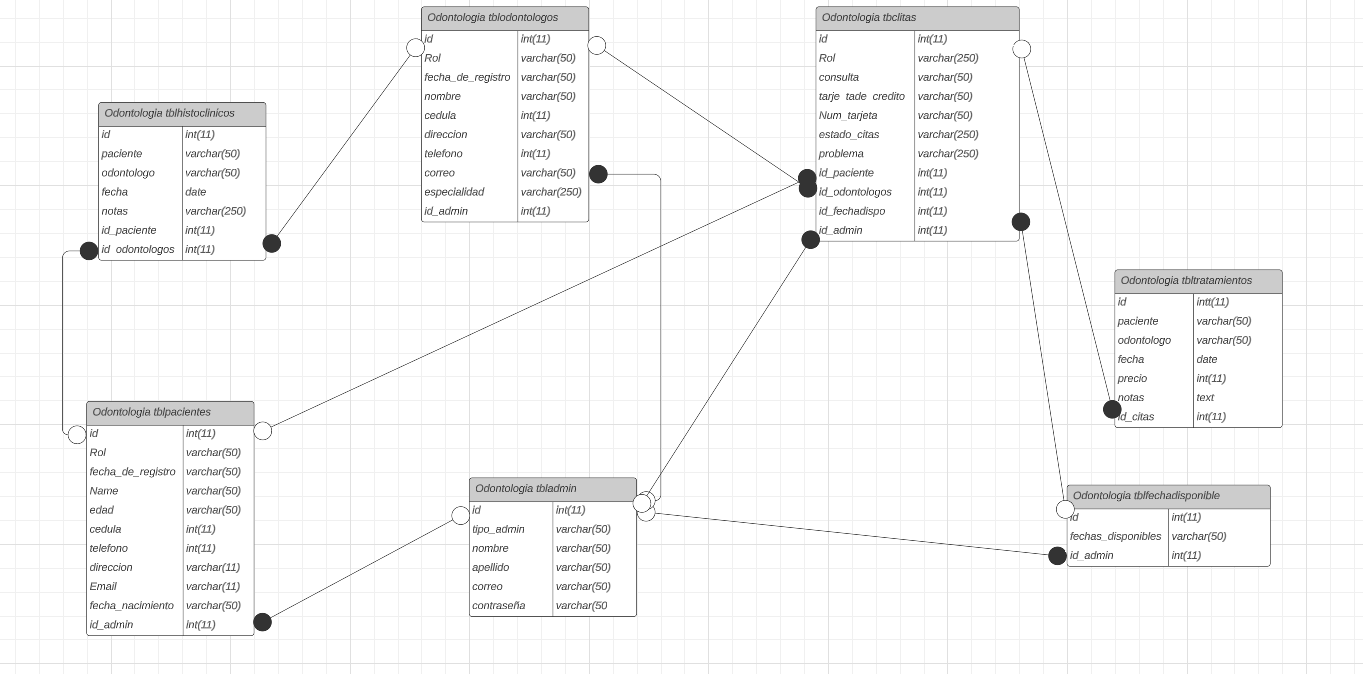 Odontologia tblodontologos
id int(11)
Rol varchar(50)
fecha_de_registro varchar(50)
nombre varchar(50)
cedula int(11)
direccion varchar(50)
telefono int(11)
correo varchar(50)
especialidad varchar(250)
id_admin int(11)
Odontologia tbclitas
id int(11)
Rol varchar(250)
consulta varchar(50)
tarje tade credito varchar(50)
Num_tarjeta varchar(50)
estado_citas varchar(250)
problema varchar(250)
id_paciente int(11)
id_odontologos int(11)
id_fechadispo int(11)
id_admin int(11)
Odontologia tblhistoclinicos
id int(11)
paciente varchar(50)
odontologo varchar(50)
fecha date
notas varchar(250)
id_paciente int(11)
id odontologos int(11)
Odontologia tbltratamientos
id intt(11)
paciente varchar(50)
odontologo varchar(50)
fecha date
precio int(11)
notas text
id_citas int(11)
Odontologia tblpacientes
id int(11)
Rol varchar(50)
fecha_de_registro varchar(50)
Name varchar(50)
edad varchar(50)
cedula int(11)
telefono int(11)
direccion varchar(11)
Email varchar(11)
fecha_nacimiento varchar(50)
id_admin int(11)
Odontologia tbladmin
id int(11)
tipo_admin varchar(50)
nombre varchar(50)
apellido varchar(50)
correo varchar(50)
contraseña varchar(50
Odontologia tblfechadisponible
id int(11)
fechas_disponibles varchar(50)
id_admin int(11)